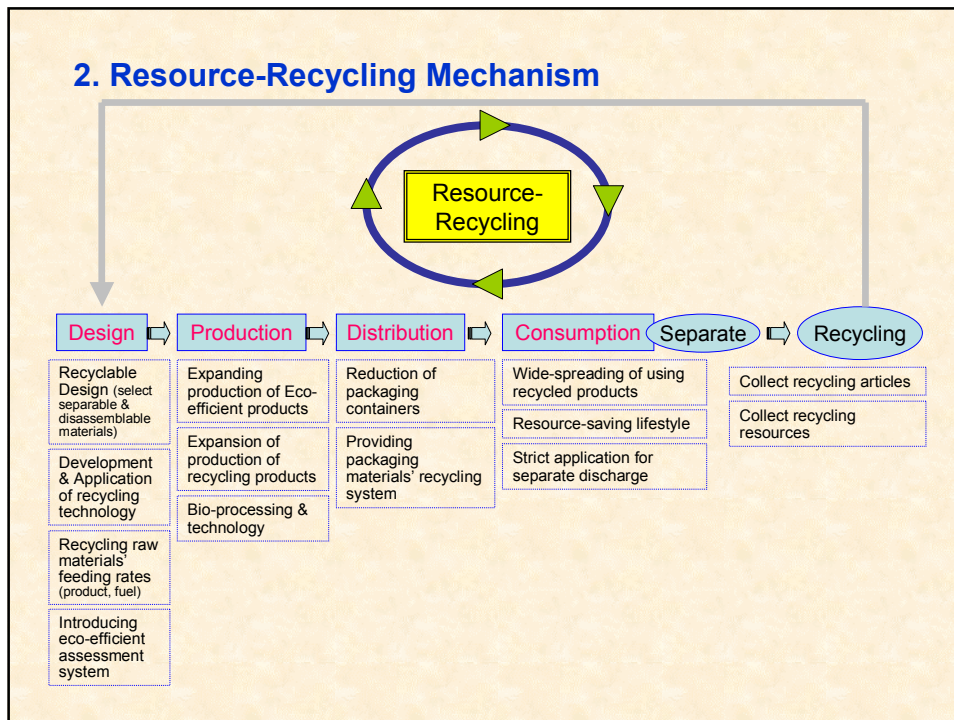 2. Resource-Recycling Mechanism
Resource-
Recycling
Design
Production
Distribution
Consumption
Separate
Recycling
Recyclable
Design (select
separable &
disassemblable
materials)
Development
& Application
of recycling
technology
Recycling raw
materials’
feeding rates
(product, fuel)
Introducing
eco-efficient
assessment
system
Expanding
production of Eco-
efficient products
Expansion of
production of
recycling products
Bio-processing &
technology
Reduction of
packaging
containers
Providing
packaging
materials’ recycling
system
Wide-spreading of using
recycled products
Resource-saving lifestyle
Strict application for
separate discharge
Collect recycling articles
Collect recycling
resources